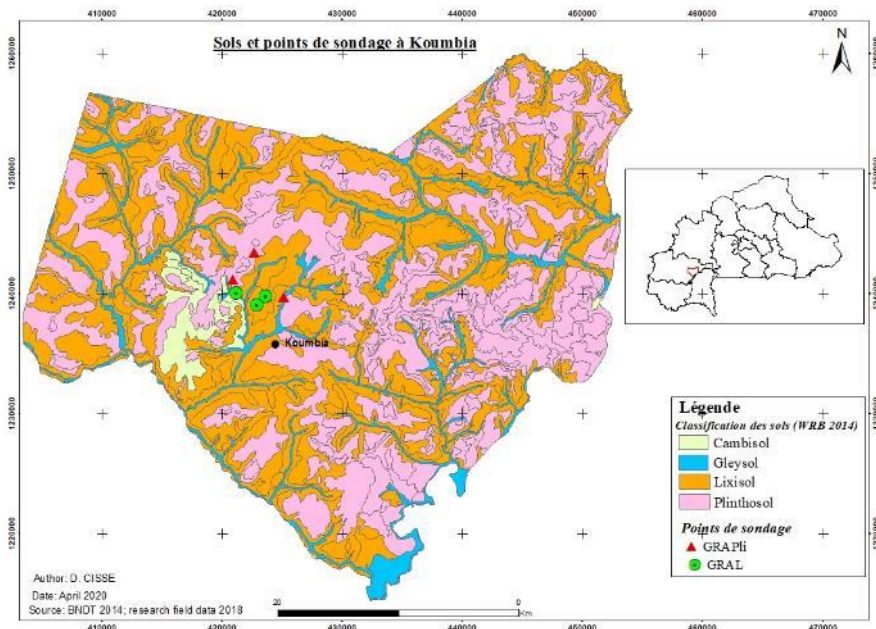 410000 420000 430000 440000 450000 460000 470000
Sols et points de sondage à Koumbia
N
1260000
1250000
1240000
1230000
1220000
Koumbia
Légende
Classification des sols (WRB 2014)
Cambisol
Gleysol
Lixisol
Plinthosol
Points de sondage
GRAPli
GRAL
Author: D. CISSE
Date: April 2020
Source: BNDT 2014; research field data 2018
20 0
Km
410000 420000 430000 440000 450000 460000 470000